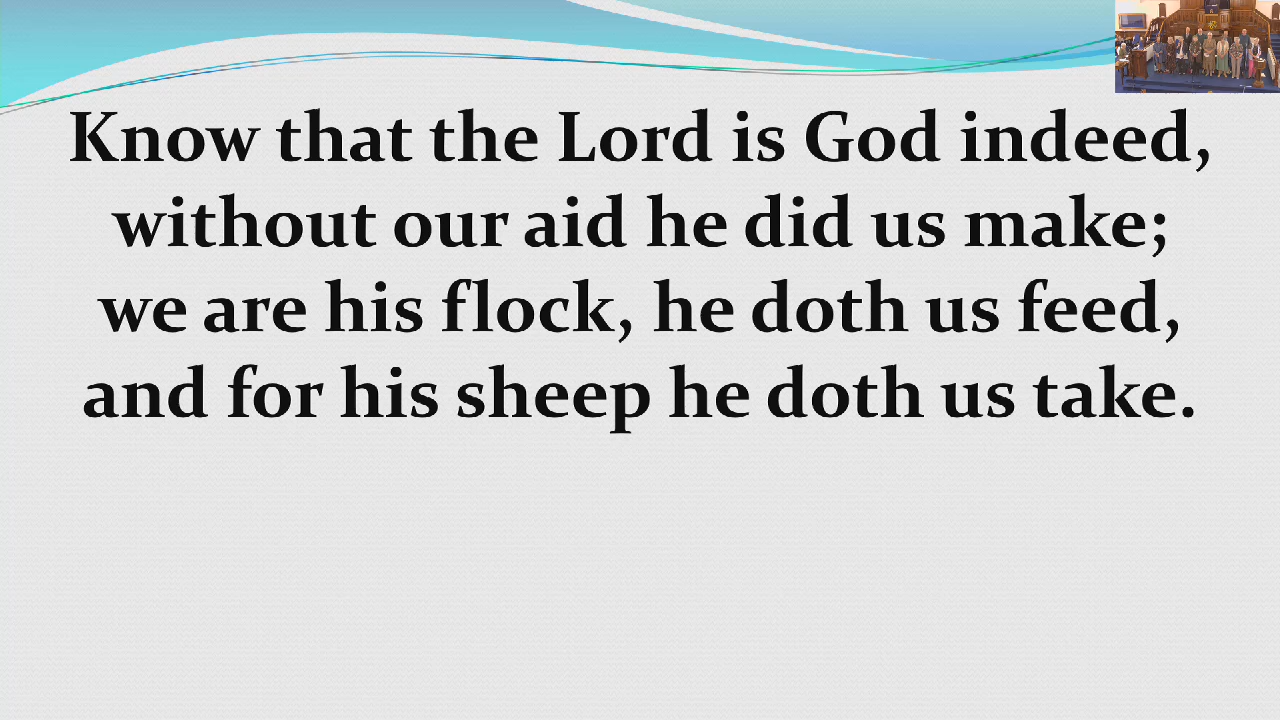 Know that the Lord is God indeed,
without our aid he did us make;
we are his flock, he doth us feed,
and for his sheep he doth us take.